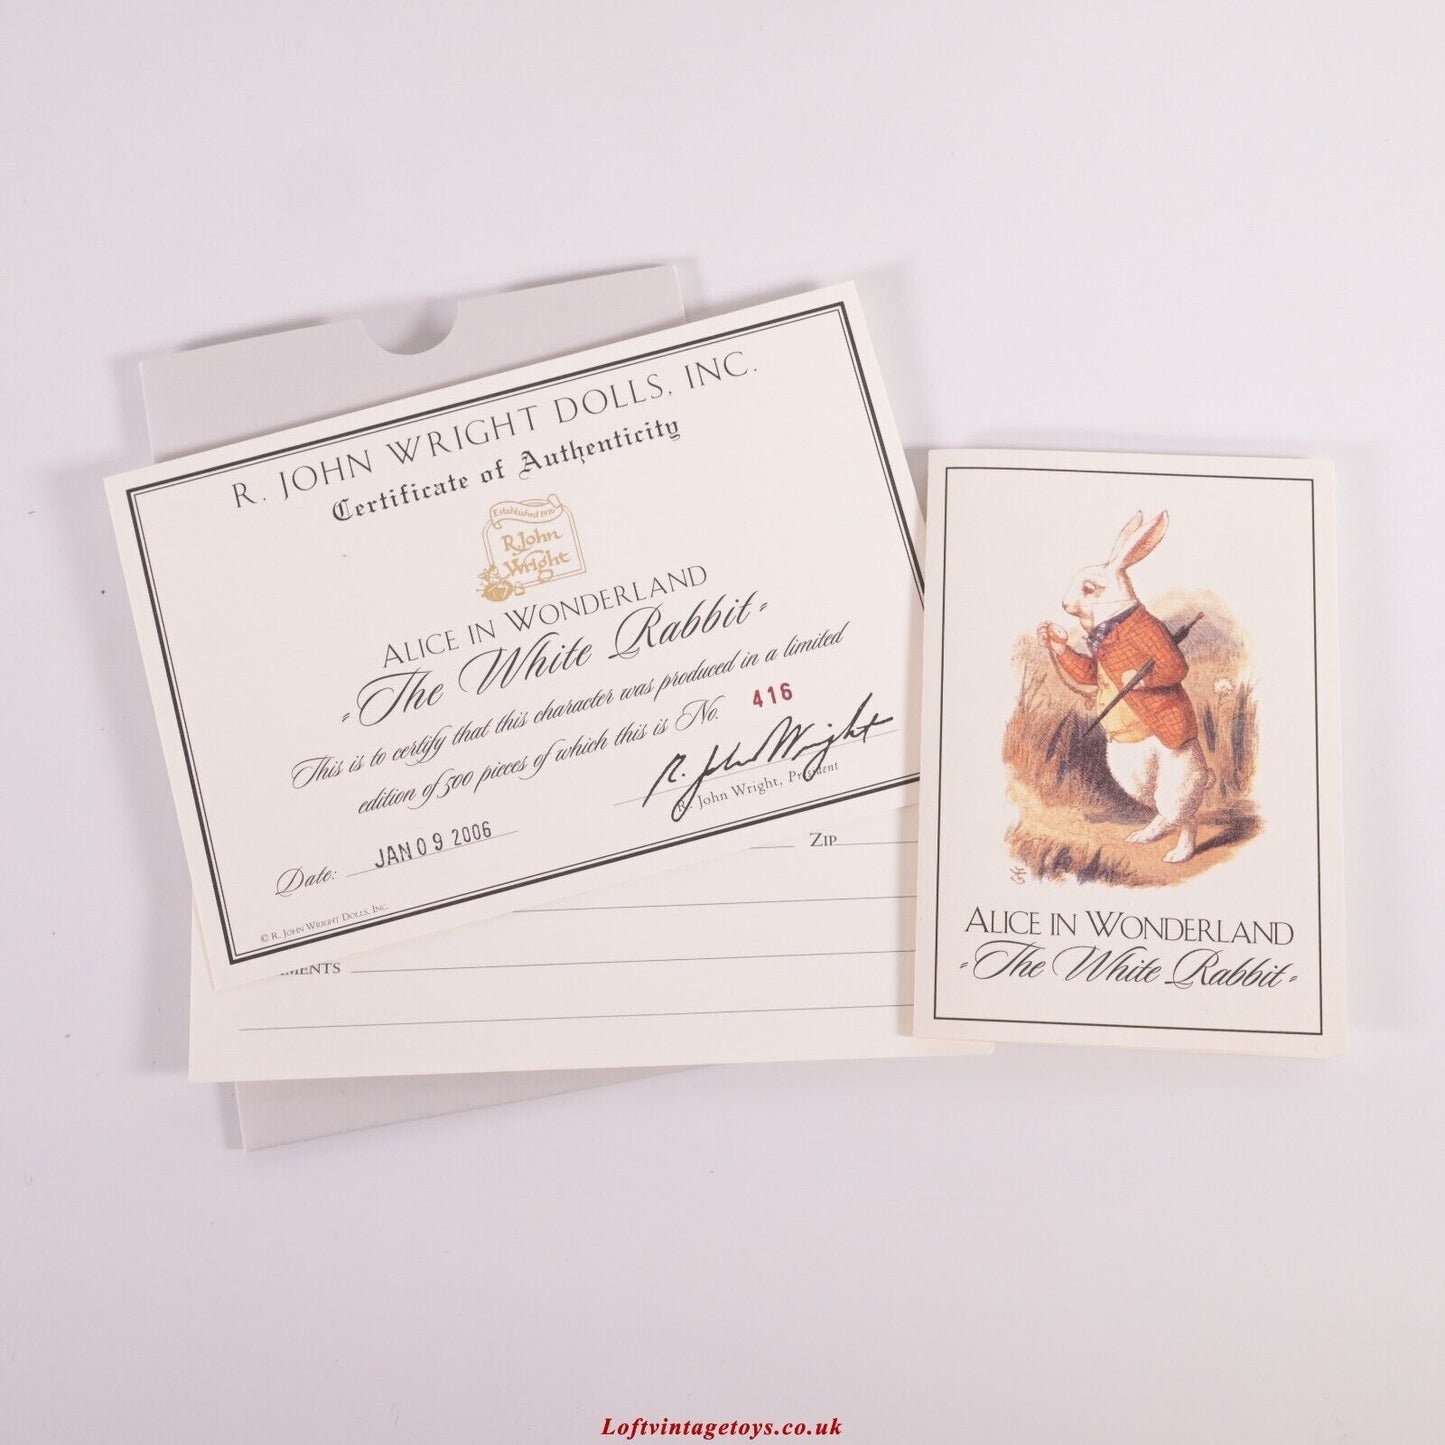 R. JOHN WRIGHT DOLLS, INC.
Certificate of Authenticity
Established 1976
R. John
Wright
ALICE IN WONDERLAND
"The White Rabbit"
This is to certify that this character was produced in a limited
edition of 500 pieces of which this is No. 416
R. John Wright
R. John Wright, President
Date: JAN 09 2006
© R. JOHN WRIGHT DOLLS, INC.
ZIP
MENTS
ALICE IN WONDERLAND
"The White Rabbit"
Loftvintagetoys.co.uk